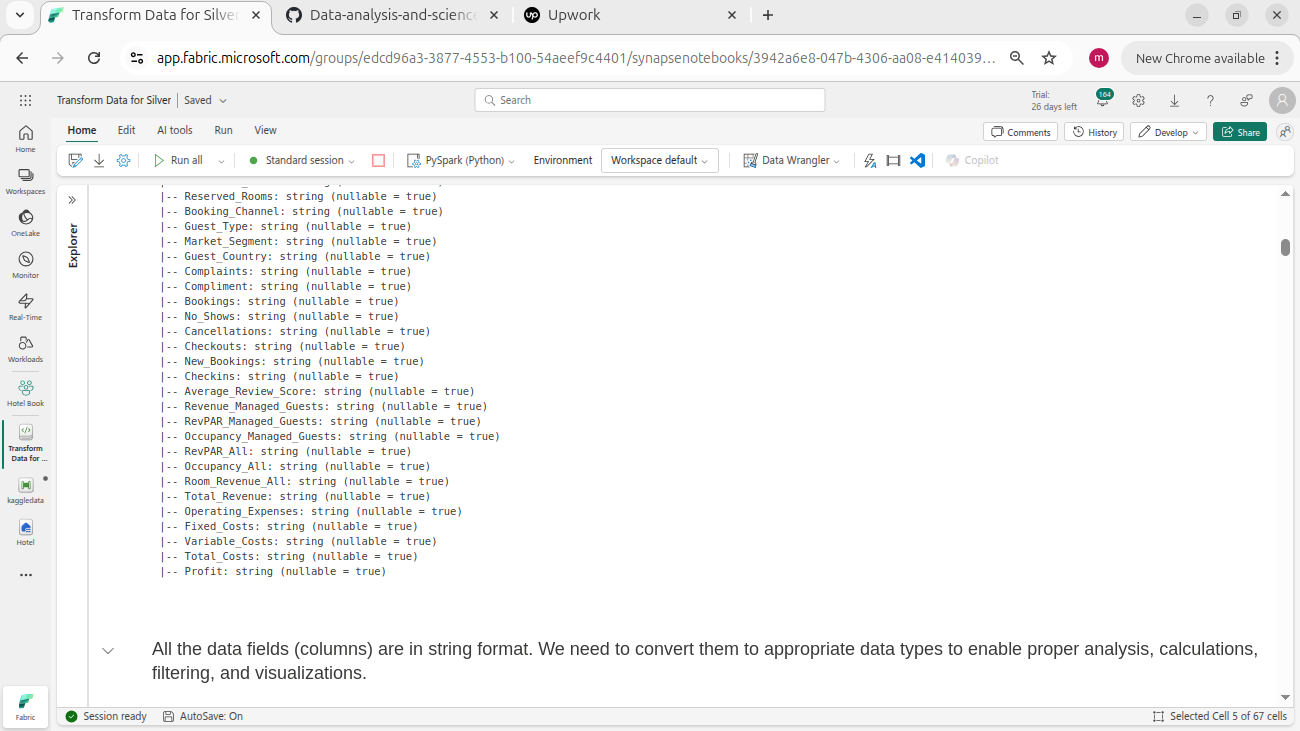 Transform Data for Silver
Data-analysis-and-science
Upwork
app.fabric.microsoft.com/groups/edcd96a3-3877-4553-b100-54aeef9c4401/synapsenotebooks/3942a6e8-047b-4306-aa08-e414039…
m
New Chrome available
Transform Data for Silver
Saved
Search
Trial:
26 days left
164
Home
Edit
AI tools
Run
View
Comments
History
Develop
Share
Run all
Standard session
PySpark (Python)
Environment
Workspace default
Data Wrangler
Copilot
Home
Workspaces
OneLake
Monitor
Real-Time
Workloads
Hotel Book
Transform
Data for ...
kaggledata
Hotel
Fabric
Explorer
|-- Reserved_Rooms: string (nullable = true)
|-- Booking_Channel: string (nullable = true)
|-- Guest_Type: string (nullable = true)
|-- Market_Segment: string (nullable = true)
|-- Guest_Country: string (nullable = true)
|-- Complaints: string (nullable = true)
|-- Compliment: string (nullable = true)
|-- Bookings: string (nullable = true)
|-- No_Shows: string (nullable = true)
|-- Cancellations: string (nullable = true)
|-- Checkouts: string (nullable = true)
|-- New_Bookings: string (nullable = true)
|-- Checkins: string (nullable = true)
|-- Average_Review_Score: string (nullable = true)
|-- Revenue_Managed_Guests: string (nullable = true)
|-- RevPAR_Managed_Guests: string (nullable = true)
|-- Occupancy_Managed_Guests: string (nullable = true)
|-- RevPAR_All: string (nullable = true)
|-- Occupancy_All: string (nullable = true)
|-- Room_Revenue_All: string (nullable = true)
|-- Total_Revenue: string (nullable = true)
|-- Operating_Expenses: string (nullable = true)
|-- Fixed_Costs: string (nullable = true)
|-- Variable_Costs: string (nullable = true)
|-- Total_Costs: string (nullable = true)
|-- Profit: string (nullable = true)
All the data fields (columns) are in string format. We need to convert them to appropriate data types to enable proper analysis, calculations,
filtering, and visualizations.
Session ready
AutoSave: On
Selected Cell 5 of 67 cells